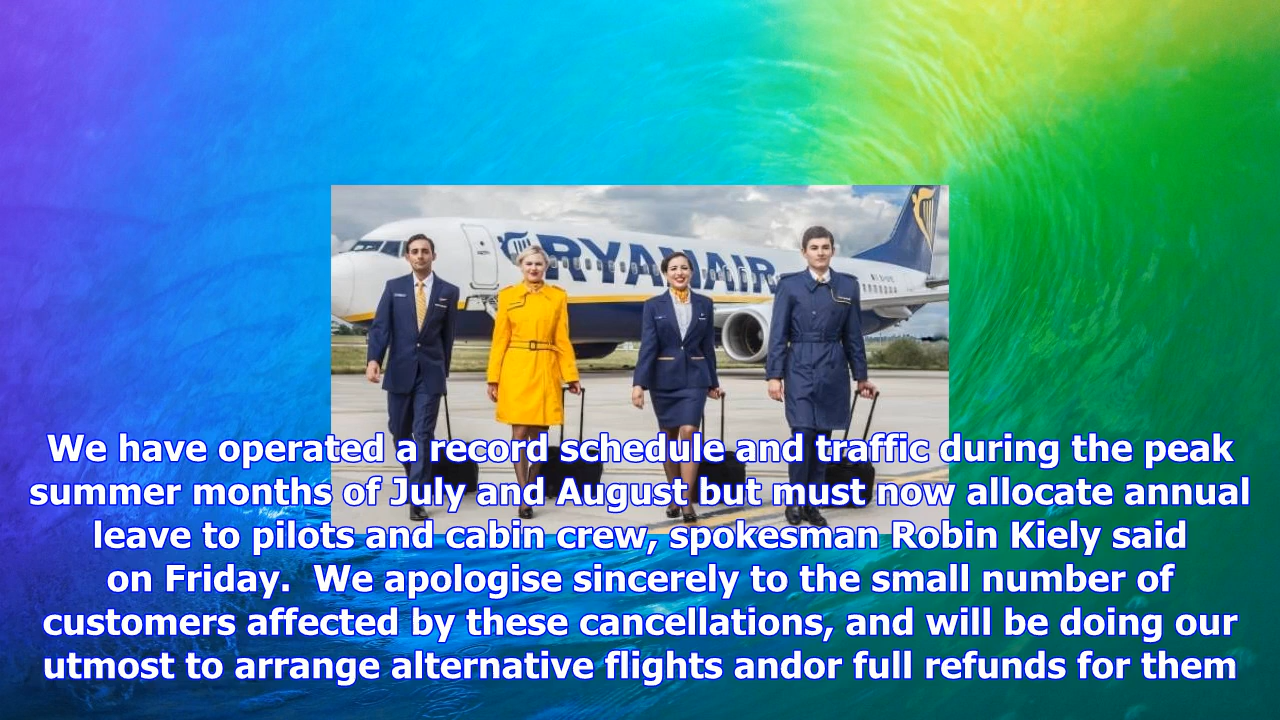 RYANAIR
We have operated a record schedule and traffic during the peak
summer months of July and August but must now allocate annual
leave to pilots and cabin crew, spokesman Robin Kiely said
on Friday.  We apologise sincerely to the small number of
customers affected by these cancellations, and will be doing our
utmost to arrange alternative flights andor full refunds for them